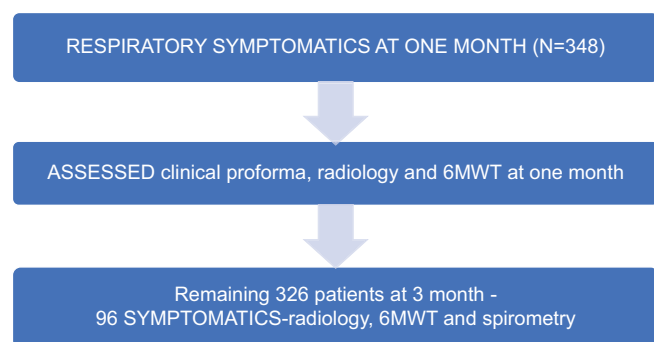 RESPIRATORY SYMPTOMATICS AT ONE MONTH (N=348)
ASSESSED clinical proforma, radiology and 6MWT at one month
Remaining 326 patients at 3 month -
96 SYMPTOMATICS-radiology, 6MWT and spirometry